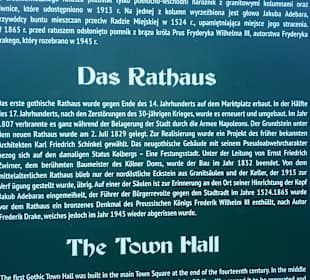 piwnice, które udostępniono w 1913 r. Na jednej z kolumn wyrzeźbiona jest głowa Jakuba Adebara,
przywódcy buntu mieszczan przeciw Radzie Miejskiej w 1524 r., upamiętniająca miejsce jego stracenia.
1865 r. przed ratuszem odsłonięto pomnik z brązu króla Prus Fryderyka Wilhelma III, autorstwa Fryderyka
Drakego, który rozebrano w 1945 r.
Das Rathaus
Das erste gothische Rathaus wurde gegen Ende des 14. Jahrhunderts auf dem Marktplatz erbaut. In der Hälfte
des 17. Jahrhunderts, nach den Zerstörungen des 30-jährigen Krieges, wurde es erneuert und umgebaut. Im Jahr
1807 verbrannte es ganz während der Belagerung der Stadt durch die Armee Napoleons. Der Grundstein unter
dem neuen Rathaus wurde am 2. Juli 1829 gelegt. Zur Realisierung wurde ein Projekt des früher bekannten
Architekten Karl Friedrich Schinkel gewählt. Das neugothische Gebäude mit seinem Pseudoabwehrcharakter
bezog sich auf den damaligen Status Kolbergs - Eine Festungsstadt. Unter der Leitung von Ernst Friedrich
Zwirner, dem berühmten Baumeister des Kölner Doms, wurde der Bau im Jahr 1832 beendet. Von dem
mittelalterlichen Rathaus blieb nur der nordöstliche Eckstein aus Granitsäulen und der Keller, der 1913 zur
Verfügung gestellt wurde, übrig. Auf einer der Säulen ist zur Erinnerung an den Ort seiner Hinrichtung der Kopf
Jakob Adebaras eingemeißelt, der Führer der Bürgerrevolte gegen den Stadtrat im Jahre 1524. 1865 wurde
vor dem Rathaus ein bronzenes Denkmal des Preussischen Königs Frederik Wilhelm III enthüllt, nach Autor
Frederik Drake, welches jedoch im Jahr 1945 wieder abgerissen wurde.
The Town Hall
The first Gothic Town Hall was built in the main Town Square at the end of the fourteenth century. In the middle